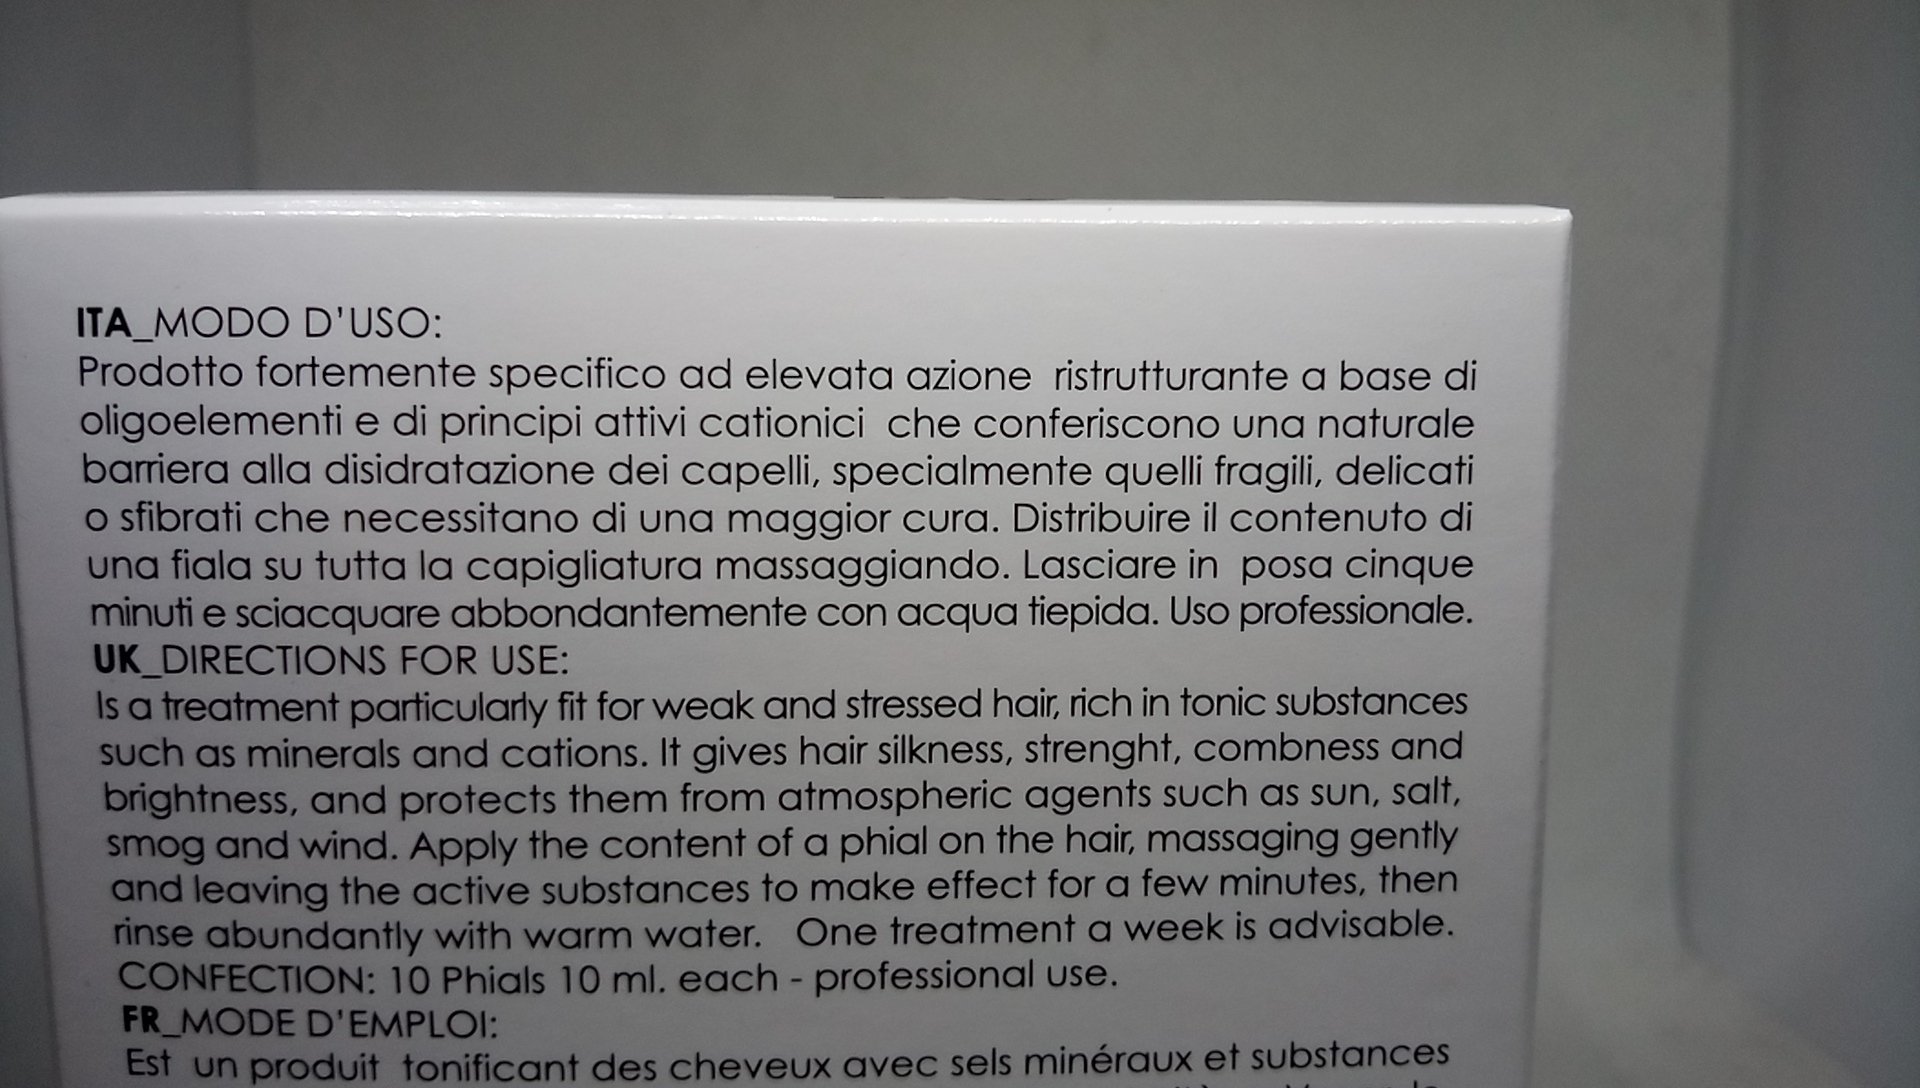 ITA_MODO D'USO:
Prodotto fortemente specifico ad elevata azione ristrutturante a base di
oligoelementi e di principi attivi cationici che conferiscono una naturale
barriera alla disidratazione dei capelli, specialmente quelli fragili, delicati
o sfibrati che necessitano di una maggior cura. Distribuire il contenuto di
una fiala su tutta la capigliatura massaggiando. Lasciare in posa cinque
minuti e sciacquare abbondantemente con acqua tiepida. Uso professionale.
UK_DIRECTIONS FOR USE:
Is a treatment particularly fit for weak and stressed hair, rich in tonic substances
such as minerals and cations. It gives hair silkness, strenght, combness and
brightness, and protects them from atmospheric agents such as sun, salt,
smog and wind. Apply the content of a phial on the hair, massaging gently
and leaving the active substances to make effect for a few minutes, then
rinse abundantly with warm water. One treatment a week is advisable.
CONFECTION: 10 Phials 10 ml. each - professional use.
FR_MODE D'EMPLOI:
Est un produit tonificant des cheveux avec sels minéraux et substances